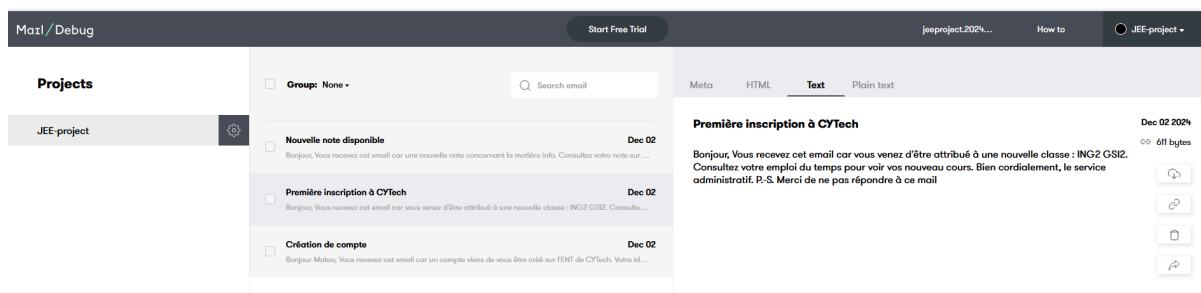 Mail/Debug
Start Free Trial
jeeproject.2024...
How to
JEE-project
Projects
JEE-project
Group: None
Search email
Nouvelle note disponible
Dec 02
Bonjour, Vous recevez cet email car une nouvelle note concernant la matière info. Consultez votre note sur ...
Première inscription à CYTech
Dec 02
Bonjour, Vous recevez cet email car vous venez d'être attribué à une nouvelle classe : ING2 GSI2. Consulte...
Création de compte
Dec 02
Bonjour Mateo, Vous recevez cet email car un compte viens de vous être créé sur l'ENT de CYTech. Votre id...
Meta
HTML
Text
Plain text
Première inscription à CYTech
Dec 02 2024
611 bytes
Bonjour, Vous recevez cet email car vous venez d'être attribué à une nouvelle classe : ING2 GSI2.
Consultez votre emploi du temps pour voir vos nouveau cours. Bien cordialement, le service
administratif. P.-S. Merci de ne pas répondre à ce mail